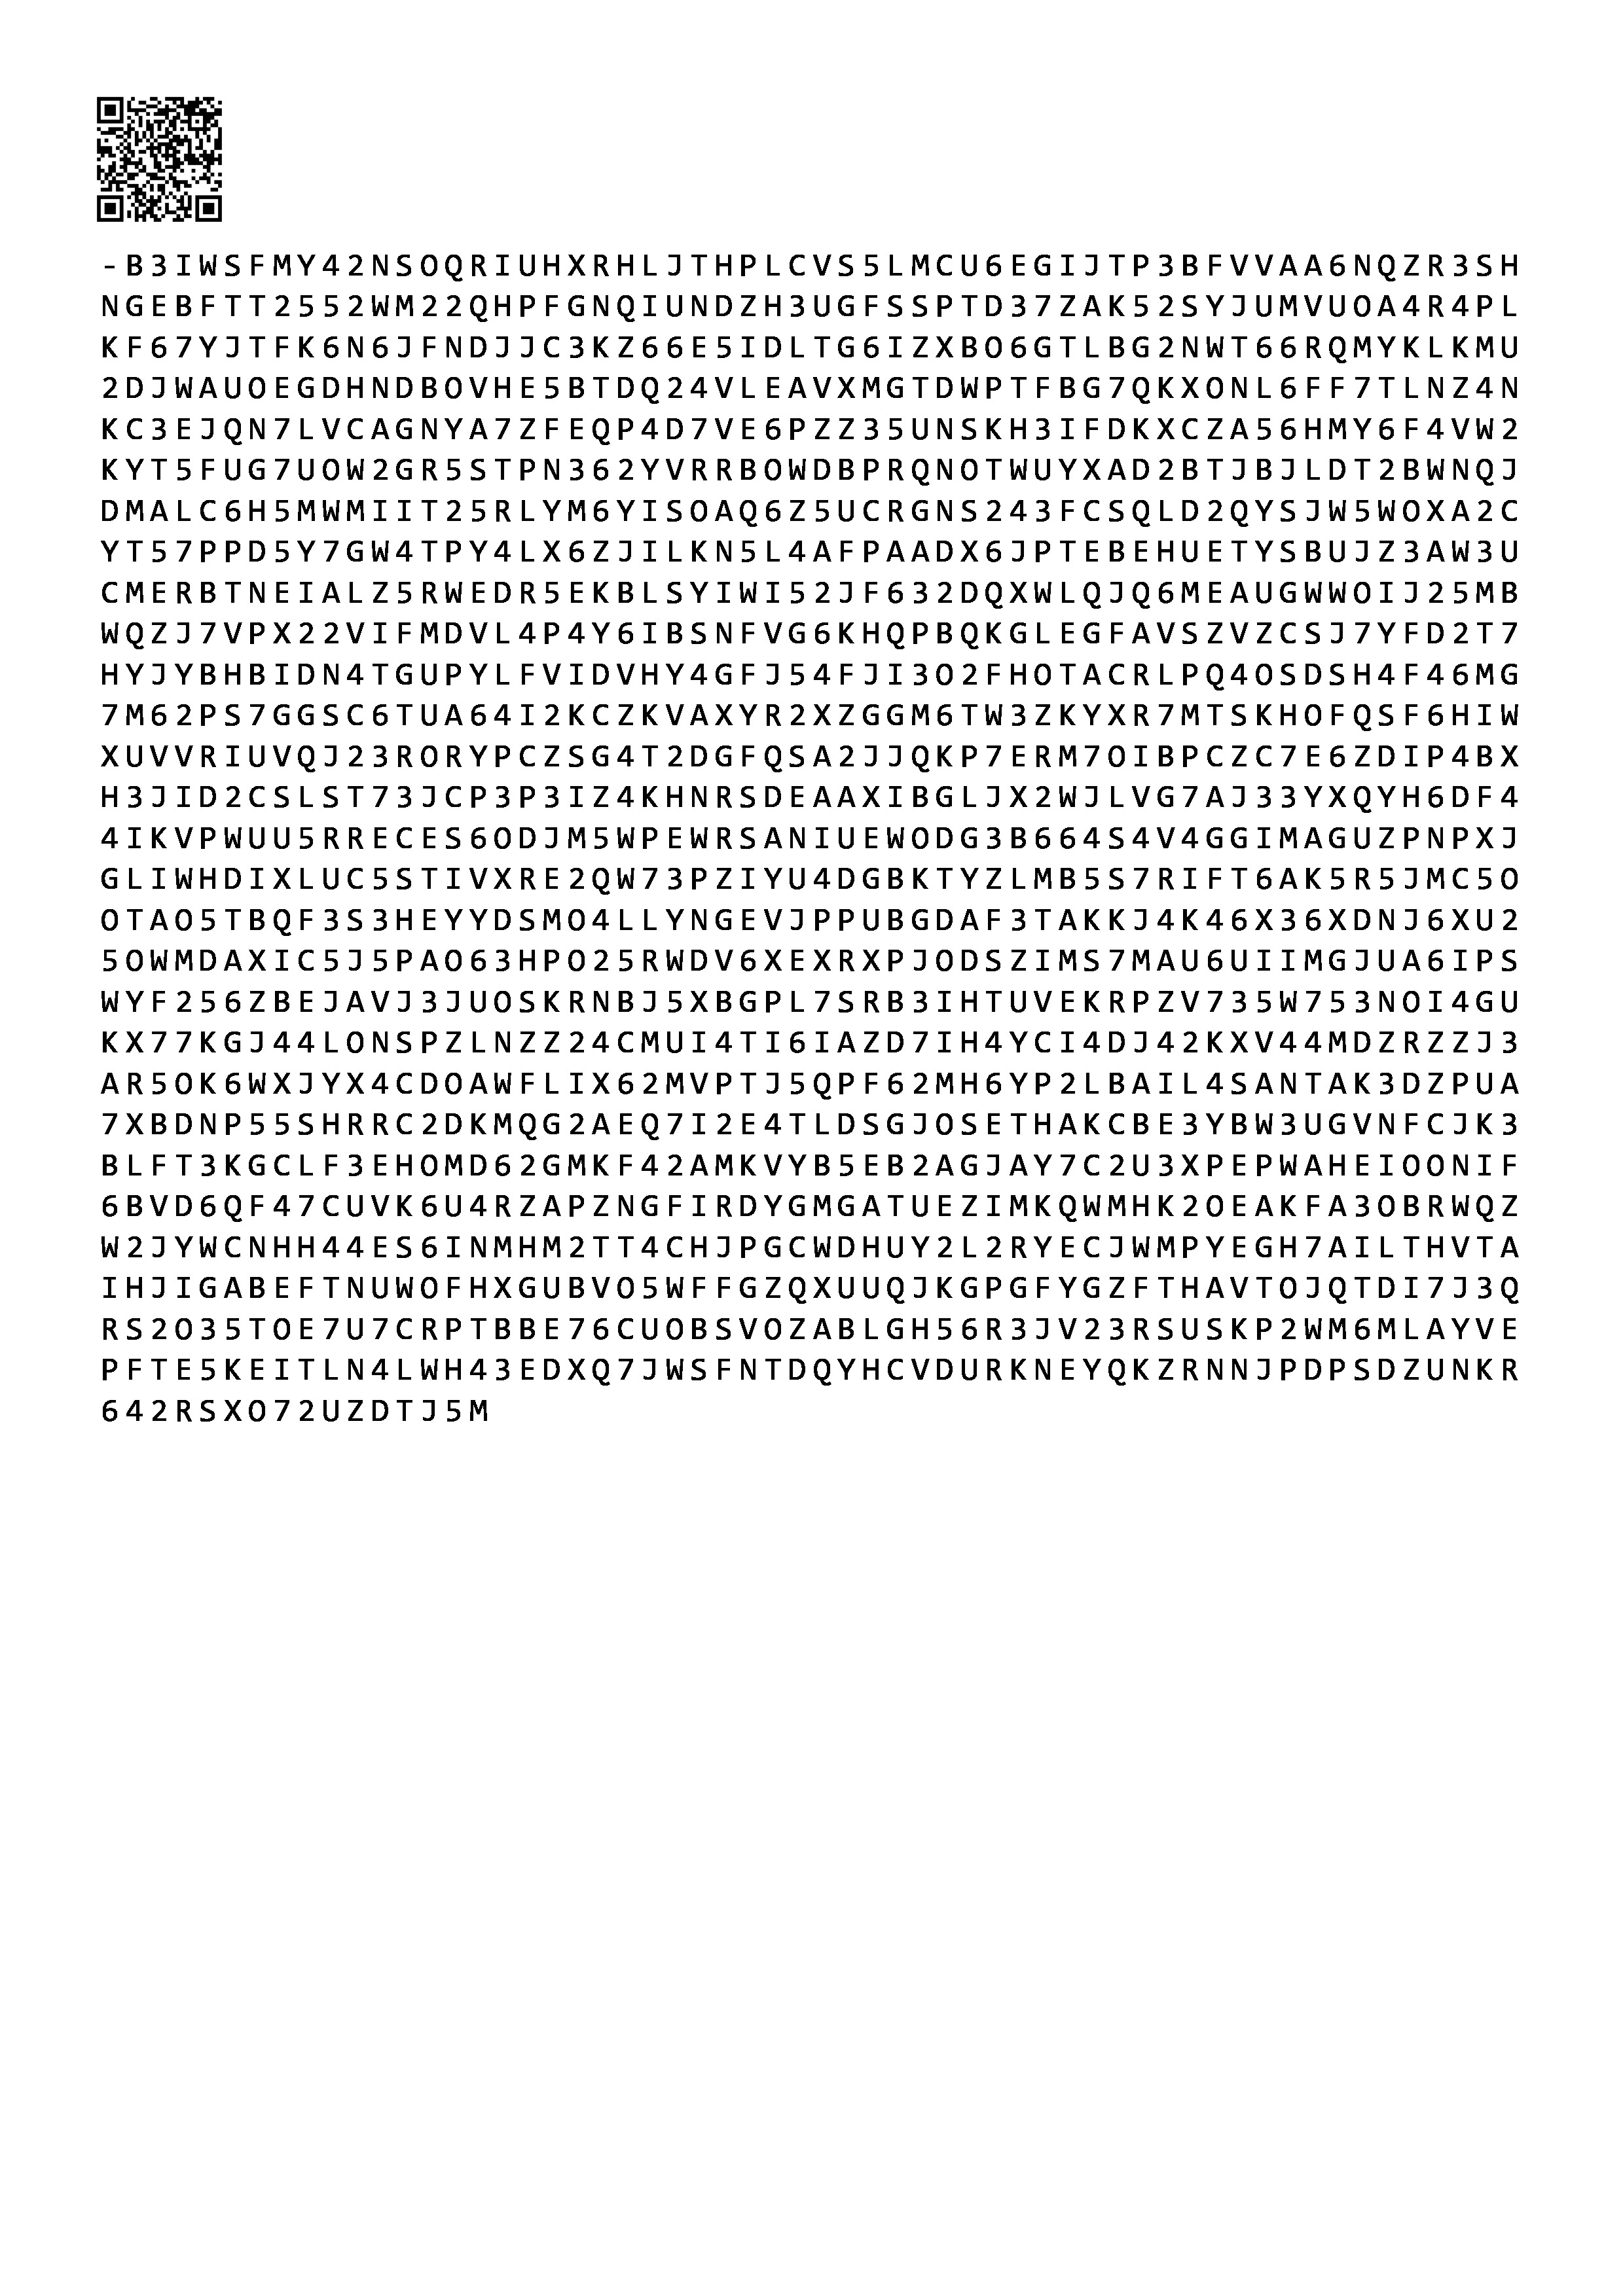 -B3IWSFMY42NSOQRIUHXRHLJTHPLCVS5LMCU6EGIJTP3BFVVAA6NQZR3SH
NGEBFTT2552WM22QHPFGNQIUNDZH3UGFSSPTD37ZAK52SYJUMVUOA4R4PL
KF67YJTFK6N6JFNDJJC3KZ66E5IDLTG6IZXBO6GTLBG2NWT66RQMYKLKMU
2DJWAUOEGDHNDBOVHE5BTDQ24VLEAVXMGTDWPTFBG7QKXONL6FF7TLNZ4N
KC3EJQN7LVCAGNYA7ZFEQP4D7VE6PZZ35UNSKH3IFDKXCZA56HMY6F4VW2
KYT5FUG7UOW2GR5STPN362YVRRBOWDBPRQNOTWUYXAD2BTJBJLDT2BWNQJ
DMALC6H5MWMIIT25RLYM6YISOAQ6Z5UCRGNS243FCSQLD2QYSJW5WOXA2C
YT57PPD5Y7GW4TPY4LX6ZJILKN5L4AFPAADX6JPTEBEHUETYSBUJZ3AW3U
CMERBTNEIALZ5RWEDR5EKBLSYIWI52JF632DQXWLQJQ6MEAUGWWOIJ25MB
WQZJ7VPX22VIFMDVL4P4Y6IBSNFVG6KHQPBQKGLEGFAVSZVZCSJ7YFD2T7
HYJYBHBIDN4TGUPYLFVIDVHY4GFJ54FJI3O2FHOTACRLPQ4OSDSH4F46MG
7M62PS7GGSC6TUA64I2KCZKVAXYR2XZGGM6TW3ZKYXR7MTSKHOFQSF6HIW
XUVVRIUVQJ23RORYPCZSG4T2DGFQSA2JJQKP7ERM7OIBPCZC7E6ZDIP4BX
H3JID2CSLST73JCP3P3IZ4KHNRSDEAAXIBGLJX2WJLVG7AJ33YXQYH6DF4
4IKVPWUU5RRECES6ODJM5WPEWRSANIUEWODG3B664S4V4GGIMAGUZPNPXJ
GLIWHDIXLUC5STIVXRE2QW73PZIYU4DGBKTYZLMB5S7RIFT6AK5R5JMC5O
OTAO5TBQF3S3HEYYDSMO4LLYNGEVJPPUBGDAF3TAKKJ4K46X36XDNJ6XU2
5OWMDAXIC5J5PAO63HPO25RWDV6XEXRXPJODSZIMS7MAU6UIIMGJUA6IPS
WYF256ZBEJAVJ3JUOSKRNBJ5XBGPL7SRB3IHTUVEKRPZV735W753NOI4GU
KX77KGJ44LONSPZLNZZ24CMUI4TI6IAZD7IH4YCI4DJ42KXV44MDZRZZJ3
AR5OK6WXJYX4CDOAWFLIX62MVPTJ5QPF62MH6YP2LBAIL4SANTAK3DZPUA
7XBDNP55SHRRC2DKMQG2AEQ7I2E4TLDSGJOSETHAKCBE3YBW3UGVNFCJK3
BLFT3KGCLF3EHOMD62GMKF42AMKVYB5EB2AGJAY7C2U3XPEPWAHEIOONIF
6BVD6QF47CUVK6U4RZAPZNGFIRDYGMGATUEZIMKQWMHK2OEAKFA3OBRWQZ
W2JYWCNHH44ES6INMHM2TT4CHJPGCWDHUY2L2RYECJWMPYEGH7AILTHVTA
IHJIGABEFTNUWOFHXGUBVO5WFFGZQXUUQJKGPGFYGZFTHAVTOJQTDI7J3Q
RS2O35TOE7U7CRPTBBE76CUOBSVOZABLGH56R3JV23RSUSKP2WM6MLAYVE
PFTE5KEITLN4LWH43EDXQ7JWSFNTDQYHCVDURKNEYQKZRNNJPDPSDZUNKR
642RSXO72UZDTJ5M